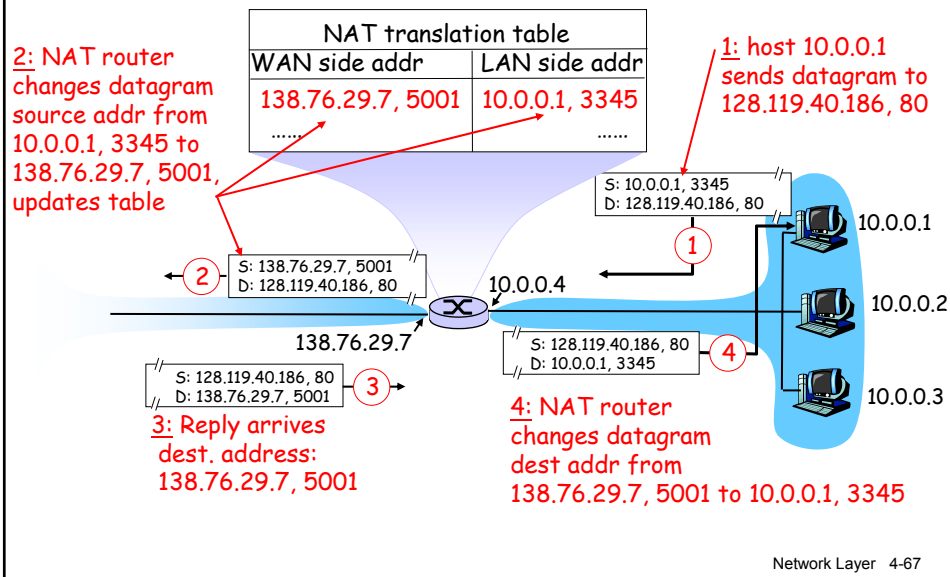 NAT translation table
WAN side addr LAN side addr
138.76.29.7, 5001 10.0.0.1, 3345
...... ......
2: NAT router
changes datagram
source addr from
10.0.0.1, 3345 to
138.76.29.7, 5001,
updates table
1: host 10.0.0.1
sends datagram to
128.119.40.186, 80
S: 10.0.0.1, 3345
D: 128.119.40.186, 80
1
10.0.0.1
S: 138.76.29.7, 5001
D: 128.119.40.186, 80
2
10.0.0.4
10.0.0.2
138.76.29.7
S: 128.119.40.186, 80
D: 10.0.0.1, 3345
4
S: 128.119.40.186, 80
D: 138.76.29.7, 5001
3
10.0.0.3
3: Reply arrives
dest. address:
138.76.29.7, 5001
4: NAT router
changes datagram
dest addr from
138.76.29.7, 5001 to 10.0.0.1, 3345
Network Layer 4-67